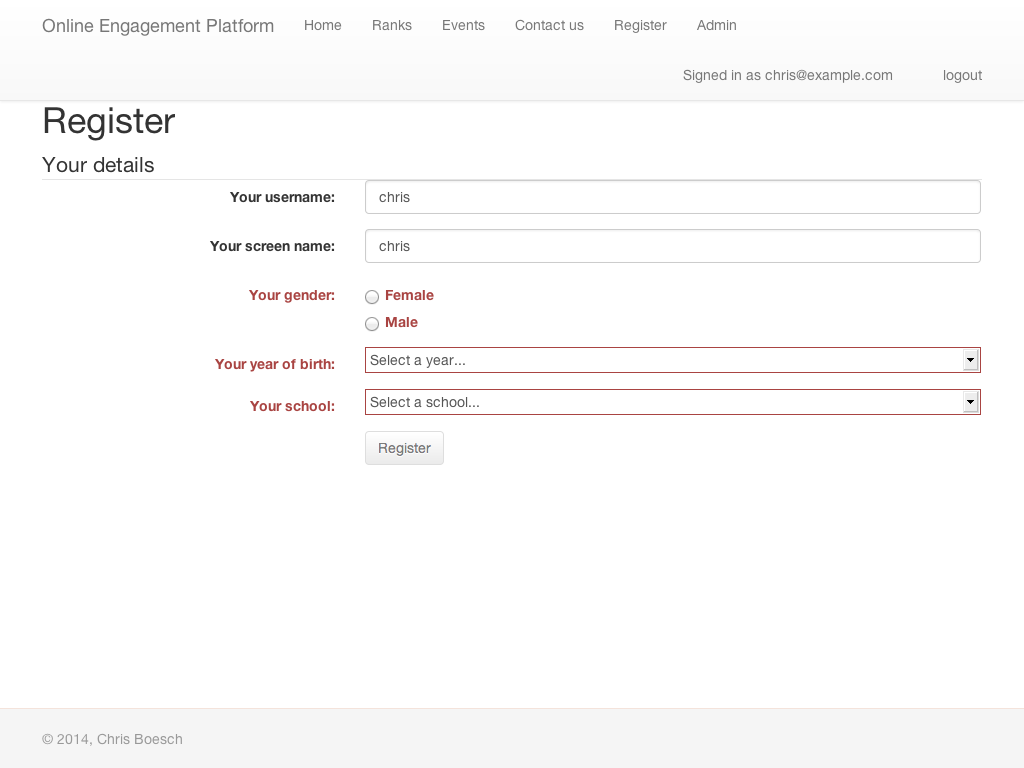 Online Engagement Platform Home Ranks Events Contact us Register Admin
Signed in as chris@example.com logout
Register
Your details
Your username: chris
Your screen name: chris
Your gender: Female
Male
Your year of birth: Select a year...
Your school: Select a school...
Register
© 2014, Chris Boesch